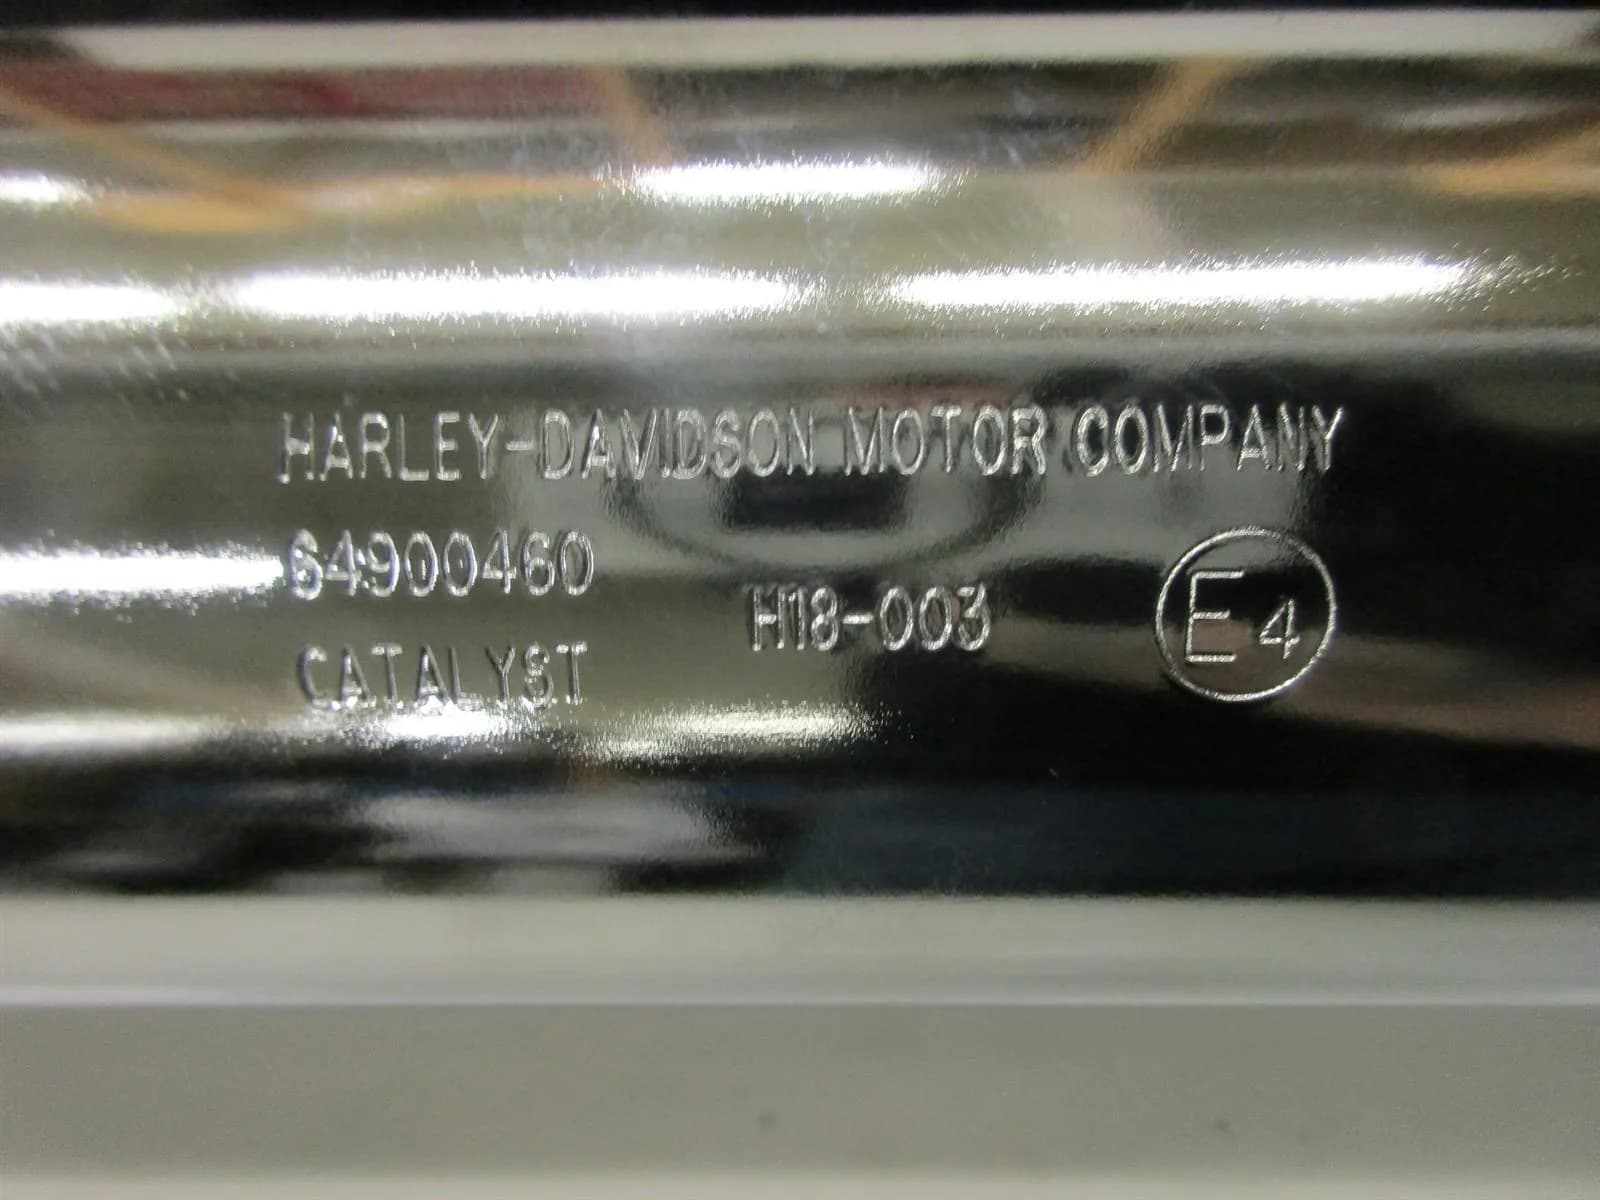 HARLEY-DAVIDSON MOTOR COMPANY
64900460
H18-003
E4
CATALYST